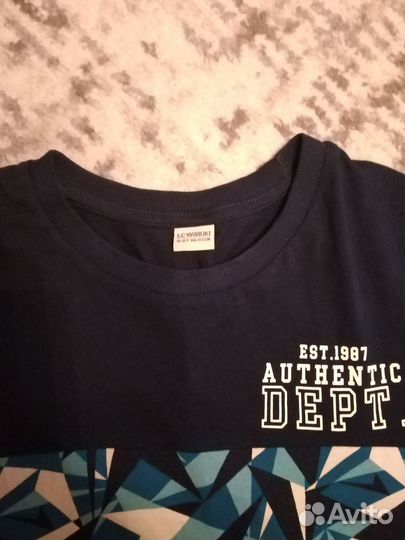 LC WAIKIKI
EST.1987
AUTHENTIC
DEPT.
Avito